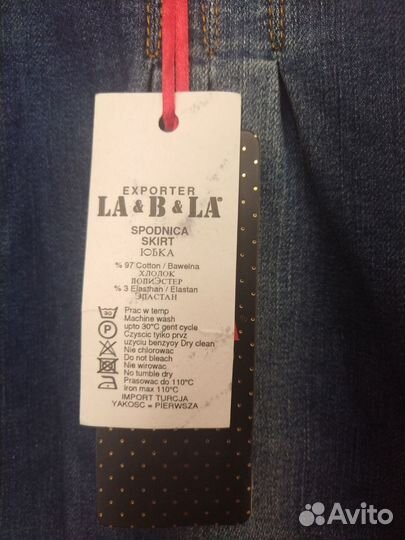 EXPORTER
LA & B & LA®
SPODNICA
SKIRT
ЮБКА
% 97 Cotton / Bawelna
ХЛОПОК
ПОЛИЭСТЕР
% 3 Elasthan / Elastan
ЭЛАСТАН
Prac w temp
Machine wash
upto 30°C gent cycle
Czyscic tylko prvz
uzyciu benzyoy Dry clean
Nie chlorowac
Do not bleach
Nie wirowac
No tumble dry
Prasowac do 110°C
Iron max 110°C
IMPORT TURCJA
YAKOSC = PIERWSZA
Avito